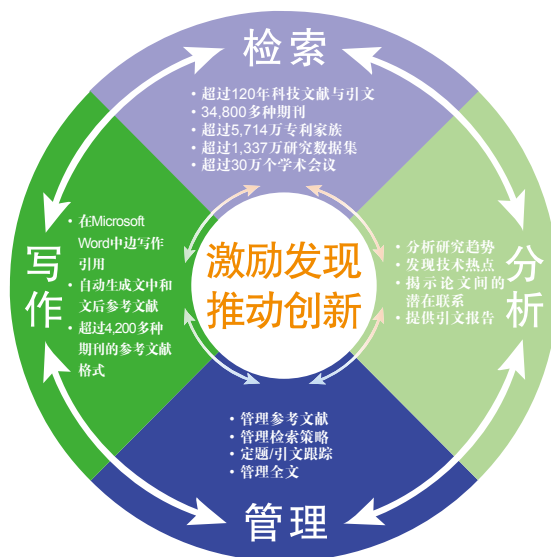 检索
• 超过120年科技文献与引文
• 34,800多种期刊
• 超过5,714万专利家族
• 超过1,337万研究数据集
• 超过30万个学术会议
分析
• 分析研究趋势
• 发现技术热点
• 揭示论文间的
潜在联系
• 提供引文报告
管理
• 管理参考文献
• 管理检索策略
• 定题/引文跟踪
• 管理全文
写作
• 在Microsoft
Word中边写作
引用
• 自动生成文中和
文后参考文献
• 超过4,200多种
期刊的参考文献
格式
激励发现
推动创新